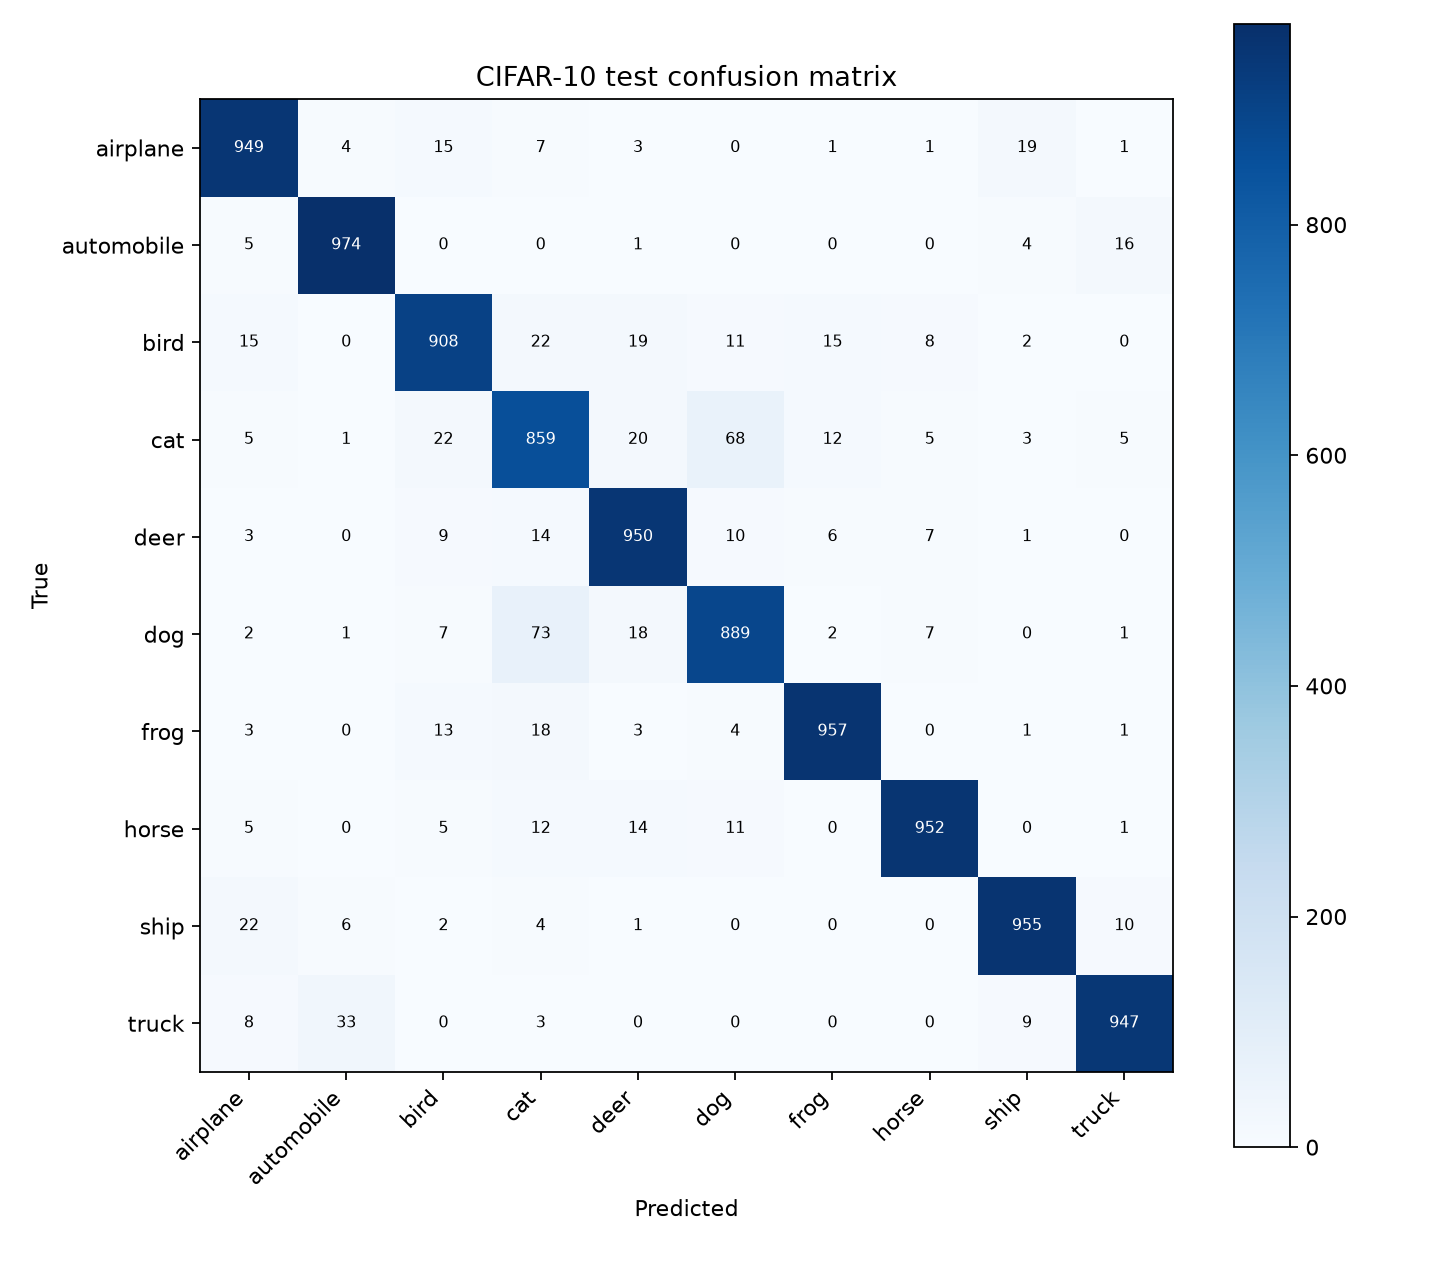 CIFAR-10 test confusion matrix
airplane 949 4 15 7 3 0 1 1 19 1
automobile 5 974 0 0 1 0 0 0 4 16
bird 15 0 908 22 19 11 15 8 2 0
cat 5 1 22 859 20 68 12 5 3 5
deer 3 0 9 14 950 10 6 7 1 0
dog 2 1 7 73 18 889 2 7 0 1
frog 3 0 13 18 3 4 957 0 1 1
horse 5 0 5 12 14 11 0 952 0 1
ship 22 6 2 4 1 0 0 0 955 10
truck 8 33 0 3 0 0 0 0 9 947
True
airplane automobile bird cat deer dog frog horse ship truck
Predicted
800
600
400
200
0